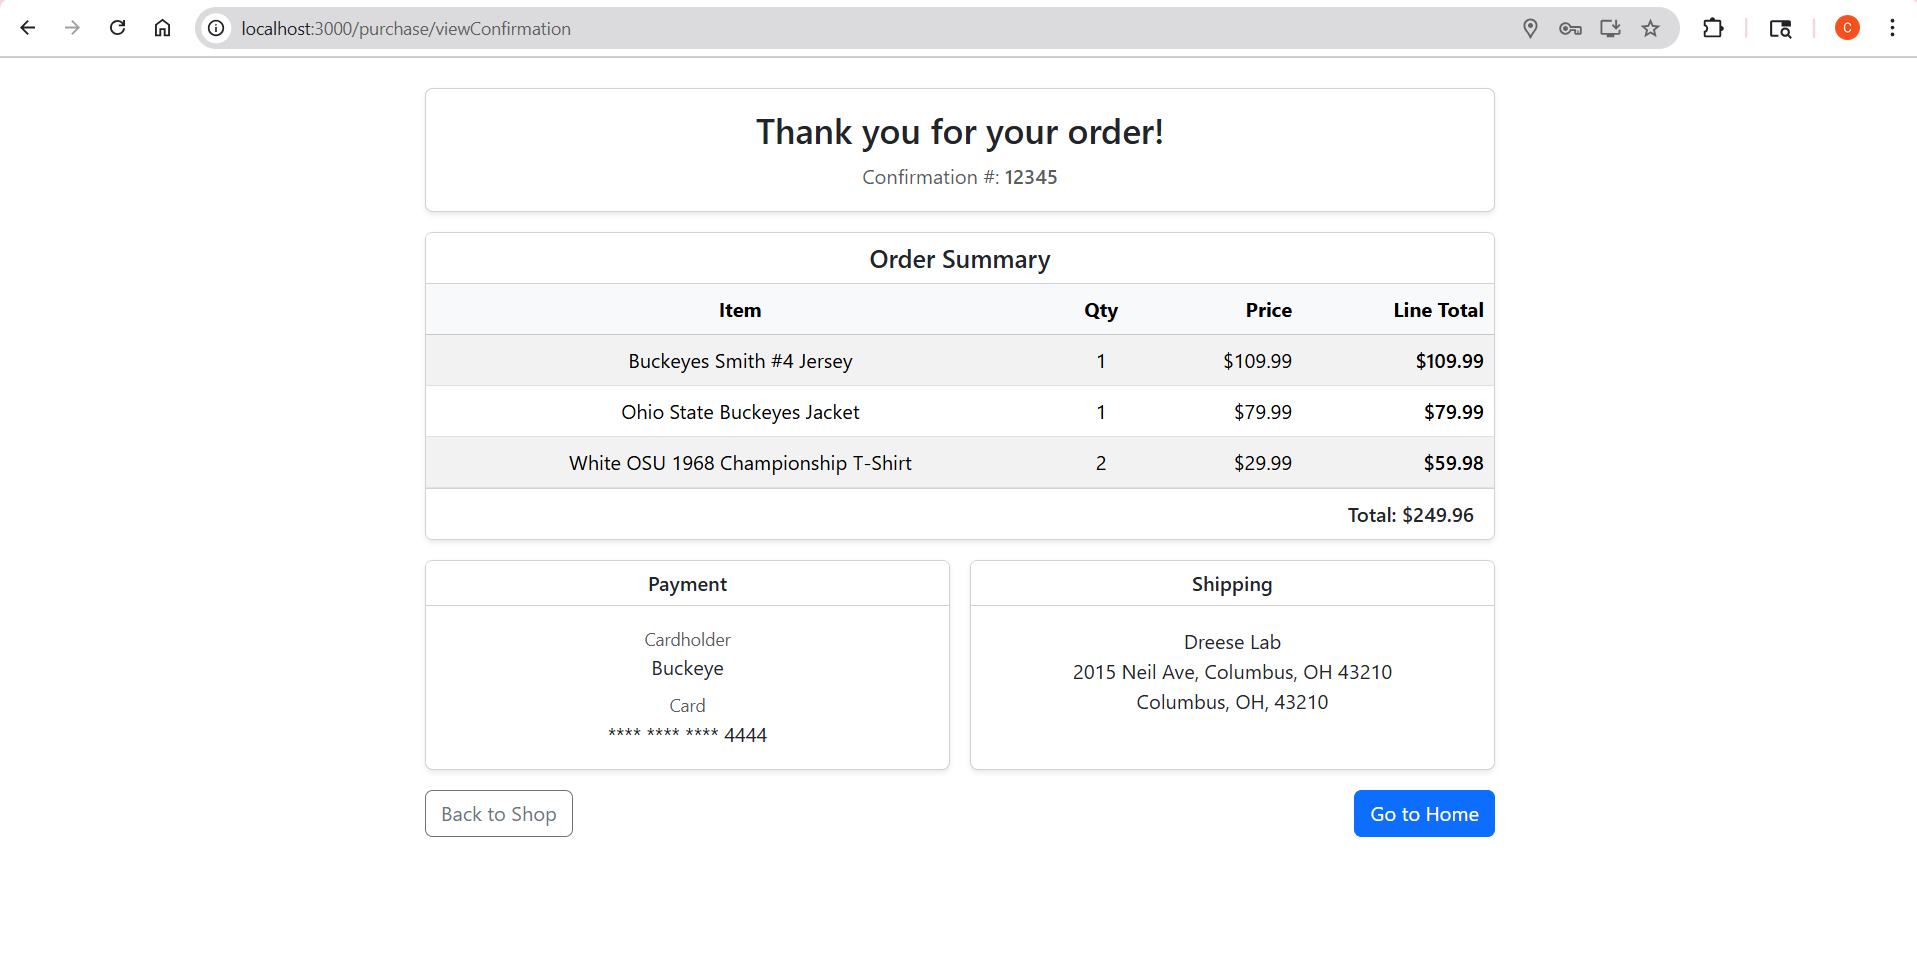 localhost:3000/purchase/viewConfirmation
C
Thank you for your order!
Confirmation #: 12345
Order Summary
Item Qty Price Line Total
Buckeyes Smith #4 Jersey 1 $109.99 $109.99
Ohio State Buckeyes Jacket 1 $79.99 $79.99
White OSU 1968 Championship T-Shirt 2 $29.99 $59.98
Total: $249.96
Payment
Cardholder
Buckeye
Card
**** **** **** 4444
Shipping
Dreese Lab
2015 Neil Ave, Columbus, OH 43210
Columbus, OH, 43210
Back to Shop
Go to Home